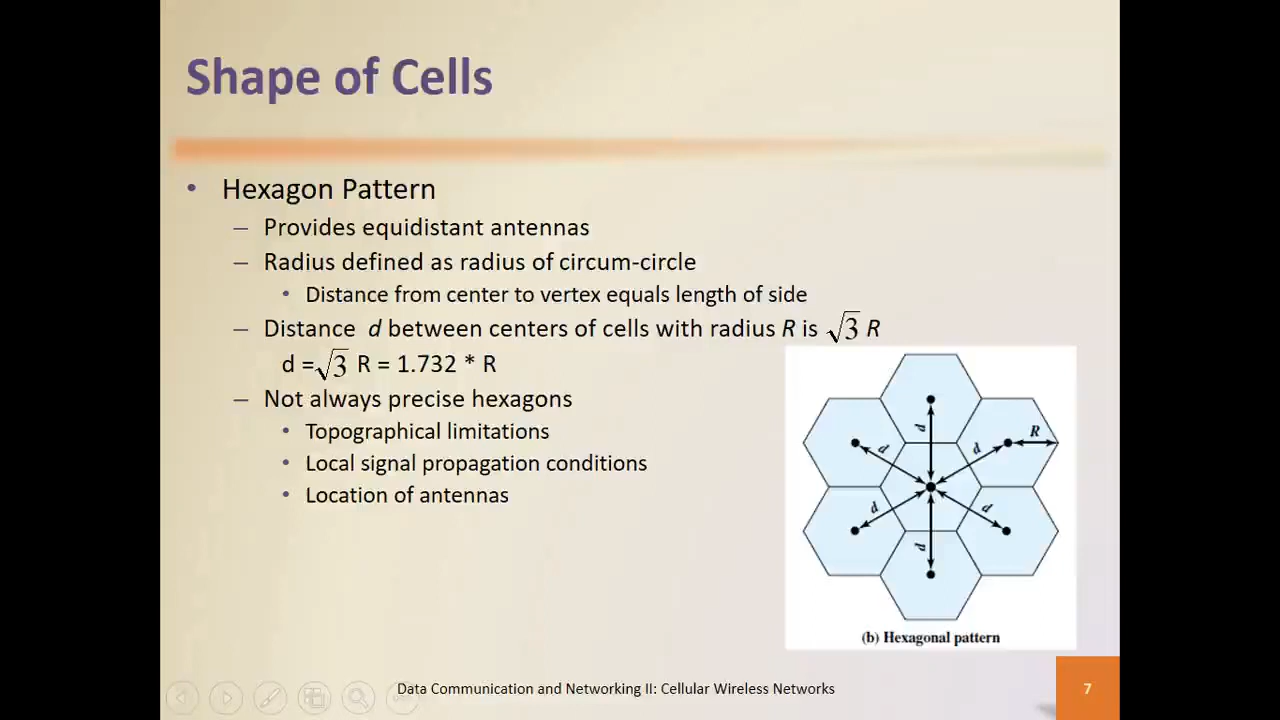 Shape of Cells
• Hexagon Pattern
– Provides equidistant antennas
– Radius defined as radius of circum-circle
• Distance from center to vertex equals length of side
– Distance d between centers of cells with radius R is √3 R
d =√3 R = 1.732 * R
– Not always precise hexagons
• Topographical limitations
• Local signal propagation conditions
• Location of antennas
d
R
d
d
d
d
d
(b) Hexagonal pattern
Data Communication and Networking II: Cellular Wireless Networks
7